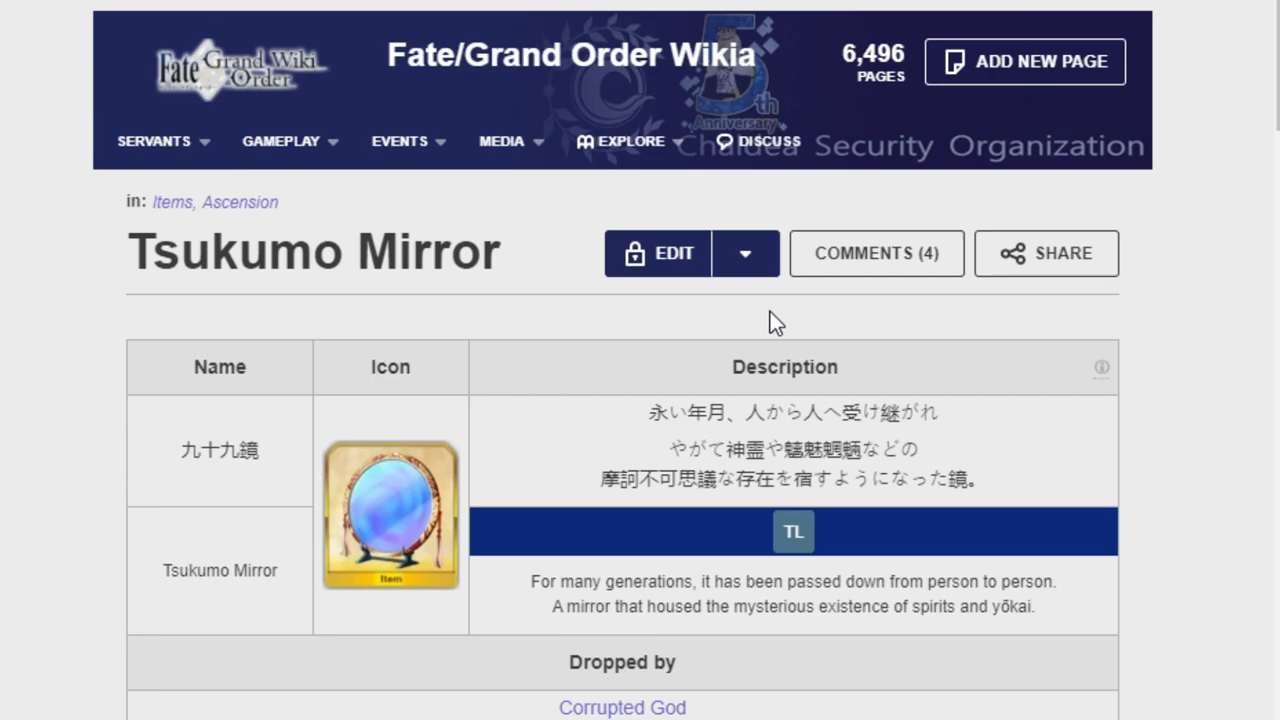 Fate Grand Wiki
Order
Fate/Grand Order Wikia
6,496
PAGES
ADD NEW PAGE
5
th
Anniversary
SERVANTS
GAMEPLAY
EVENTS
MEDIA
EXPLORE
DISCUSS
Chaldea Security Organization
in: Items, Ascension
Tsukumo Mirror
EDIT
COMMENTS (4)
SHARE
Name
Icon
Description
九十九鏡
永い年月、人から人へ受け継がれ
やがて神霊や魑魅魍魎などの
摩訶不可思議な存在を宿すようになった鏡。
Item
TL
Tsukumo Mirror
For many generations, it has been passed down from person to person.
A mirror that housed the mysterious existence of spirits and yōkai.
Dropped by
Corrupted God